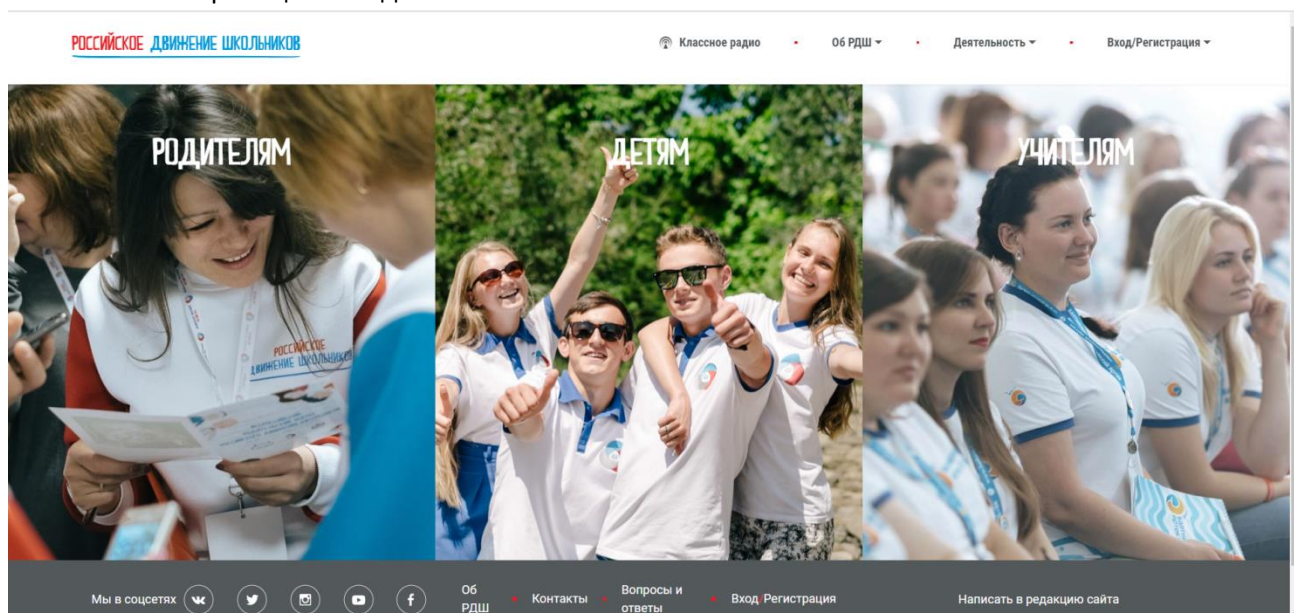 РОССИЙСКОЕ ДВИЖЕНИЕ ШКОЛЬНИКОВ
Классное радио • Об РДШ • Деятельность • Вход/Регистрация
РОДИТЕЛЯМ
ДЕТЯМ
УЧИТЕЛЯМ
РОССИЙСКОЕ
ДВИЖЕНИЕ ШКОЛЬНИКОВ
Мы в соцсетях
Об
РДШ
Контакты
Вопросы и
ответы
Вход/Регистрация
Написать в редакцию сайта